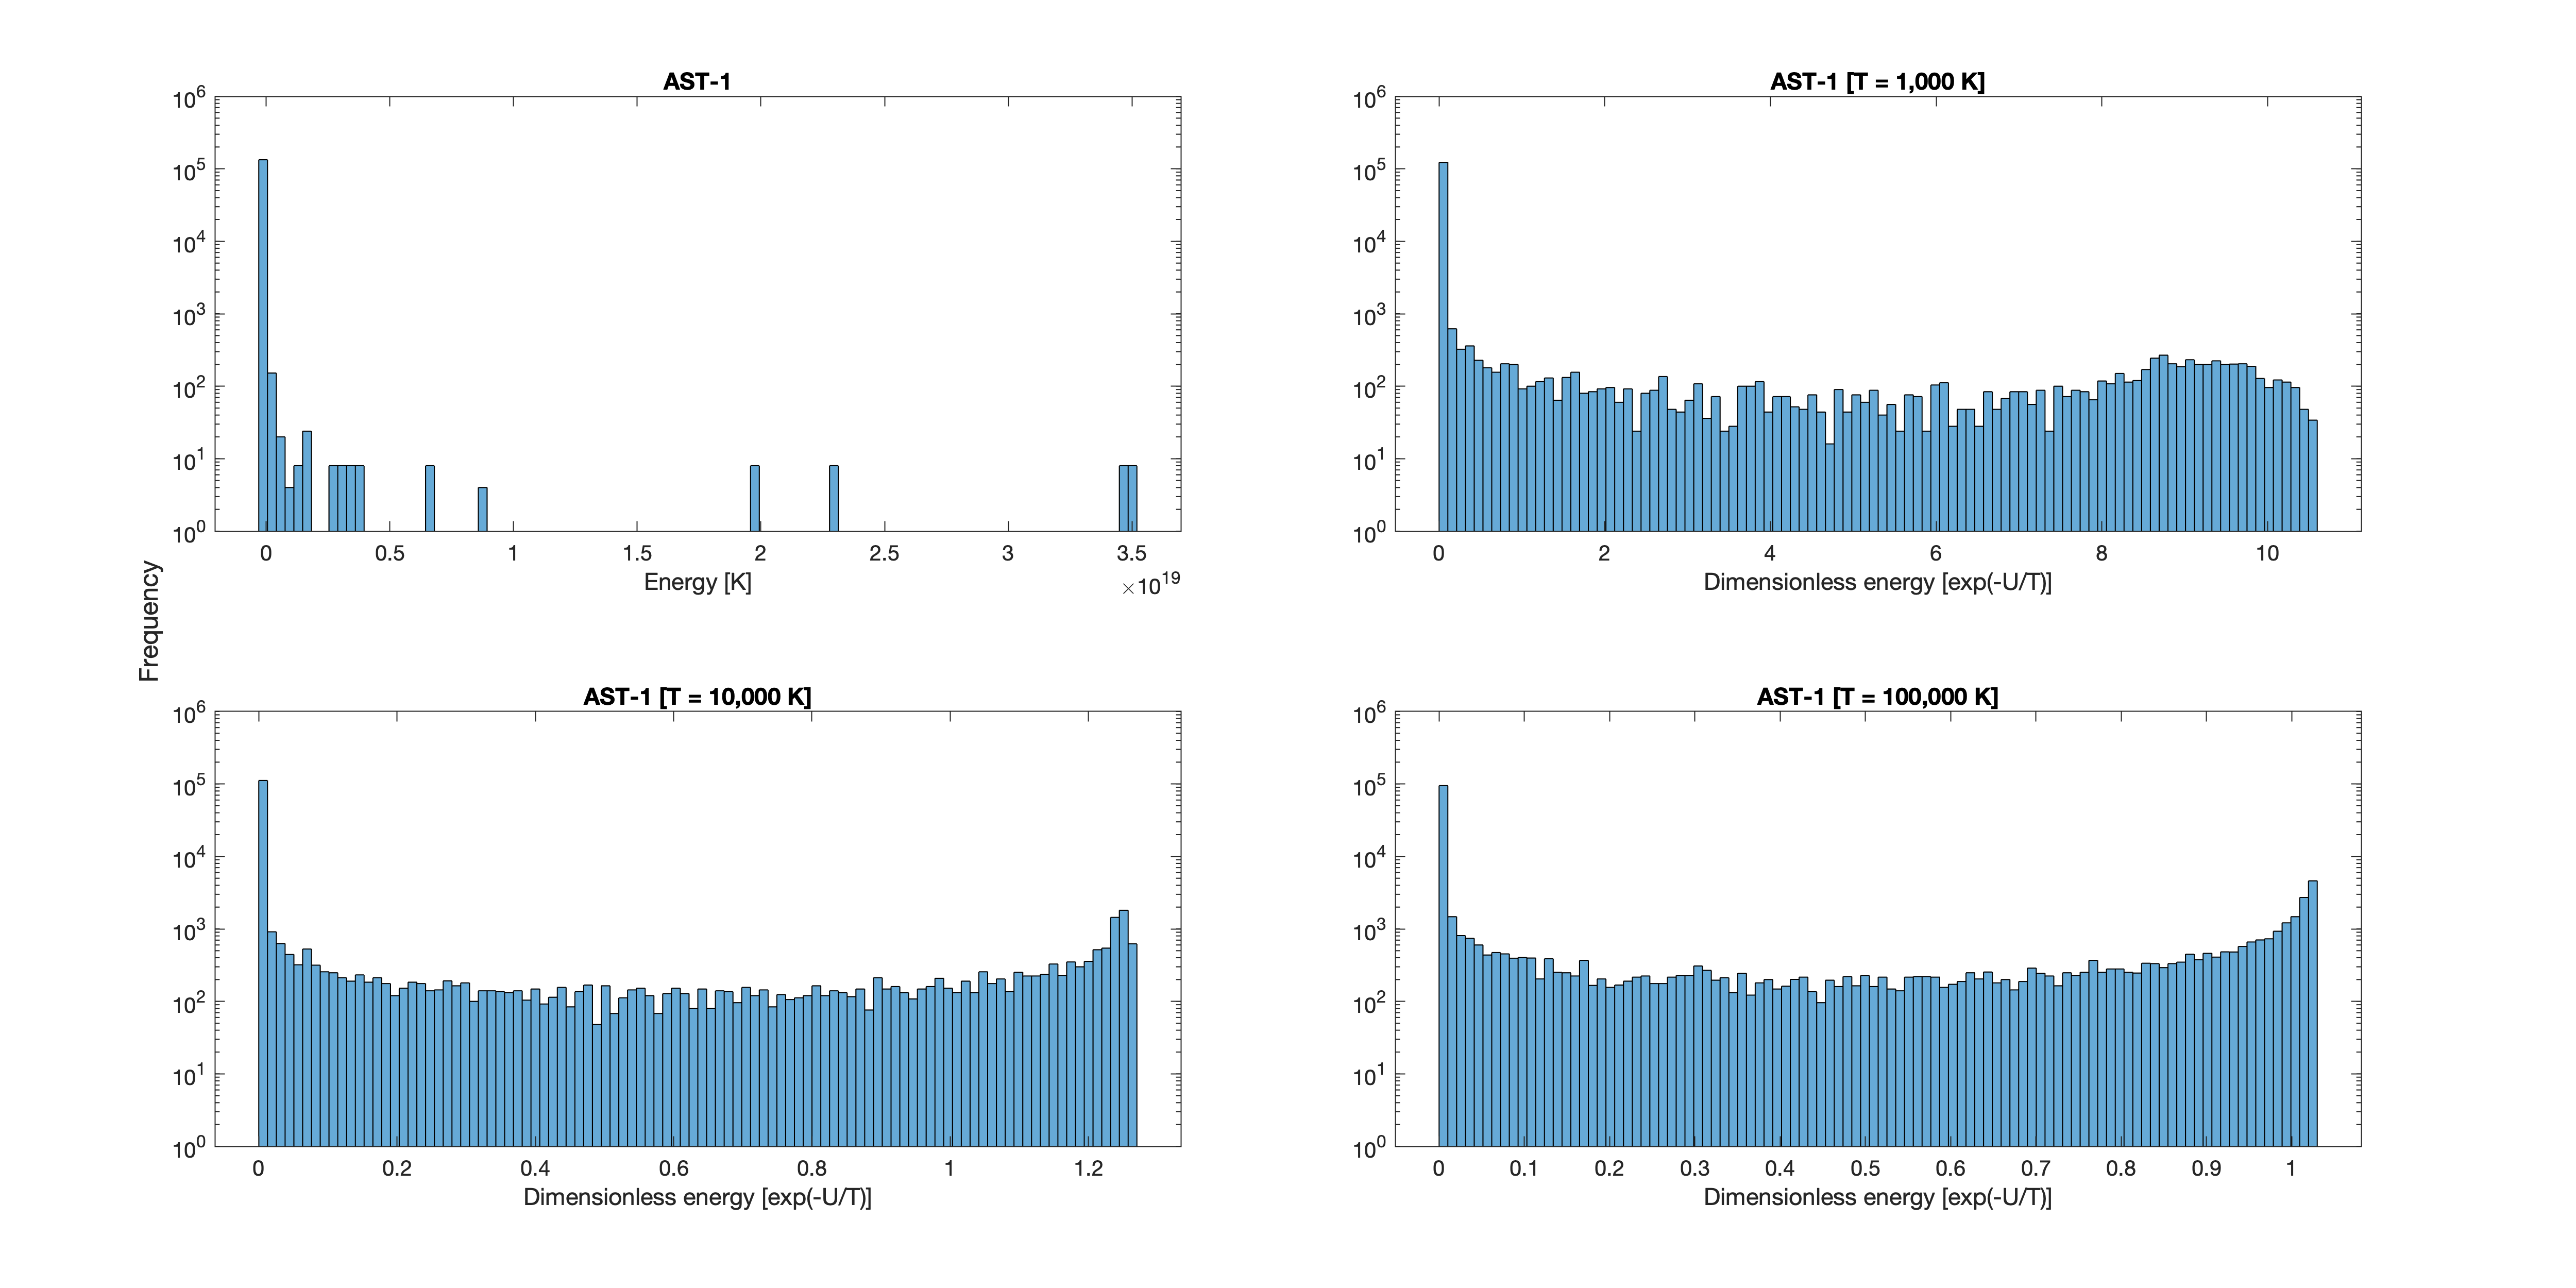 AST-1
10^6
10^5
10^4
10^3
10^2
10^1
10^0
0 0.5 1 1.5 2 2.5 3 3.5
Energy [K]
×10^19
AST-1 [T = 1,000 K]
10^6
10^5
10^4
10^3
10^2
10^1
10^0
0 2 4 6 8 10
Dimensionless energy [exp(-U/T)]
Frequency
AST-1 [T = 10,000 K]
10^6
10^5
10^4
10^3
10^2
10^1
10^0
0 0.2 0.4 0.6 0.8 1 1.2
Dimensionless energy [exp(-U/T)]
AST-1 [T = 100,000 K]
10^6
10^5
10^4
10^3
10^2
10^1
10^0
0 0.1 0.2 0.3 0.4 0.5 0.6 0.7 0.8 0.9 1
Dimensionless energy [exp(-U/T)]